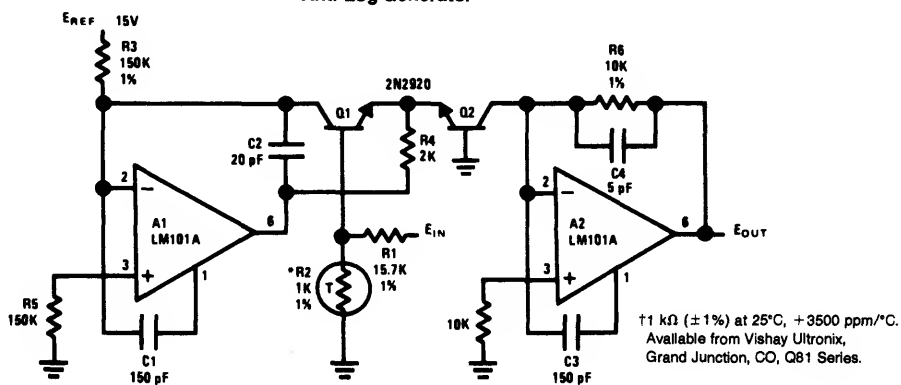 EREF 15V
R3
150K
1%
2N2920
R6
10K
1%
Q1
Q2
C2
20 pF
R4
2K
C4
5 pF
2
−
A1
LM101A
6
3
+
1
EIN
R1
15.7K
1%
*R2
1K
1%
T
R5
150K
C1
150 pF
2
−
A2
LM101A
6
EOUT
3
+
1
10K
C3
150 pF
†1 kΩ (±1%) at 25°C, +3500 ppm/°C.
Available from Vishay Ultronix,
Grand Junction, CO, Q81 Series.